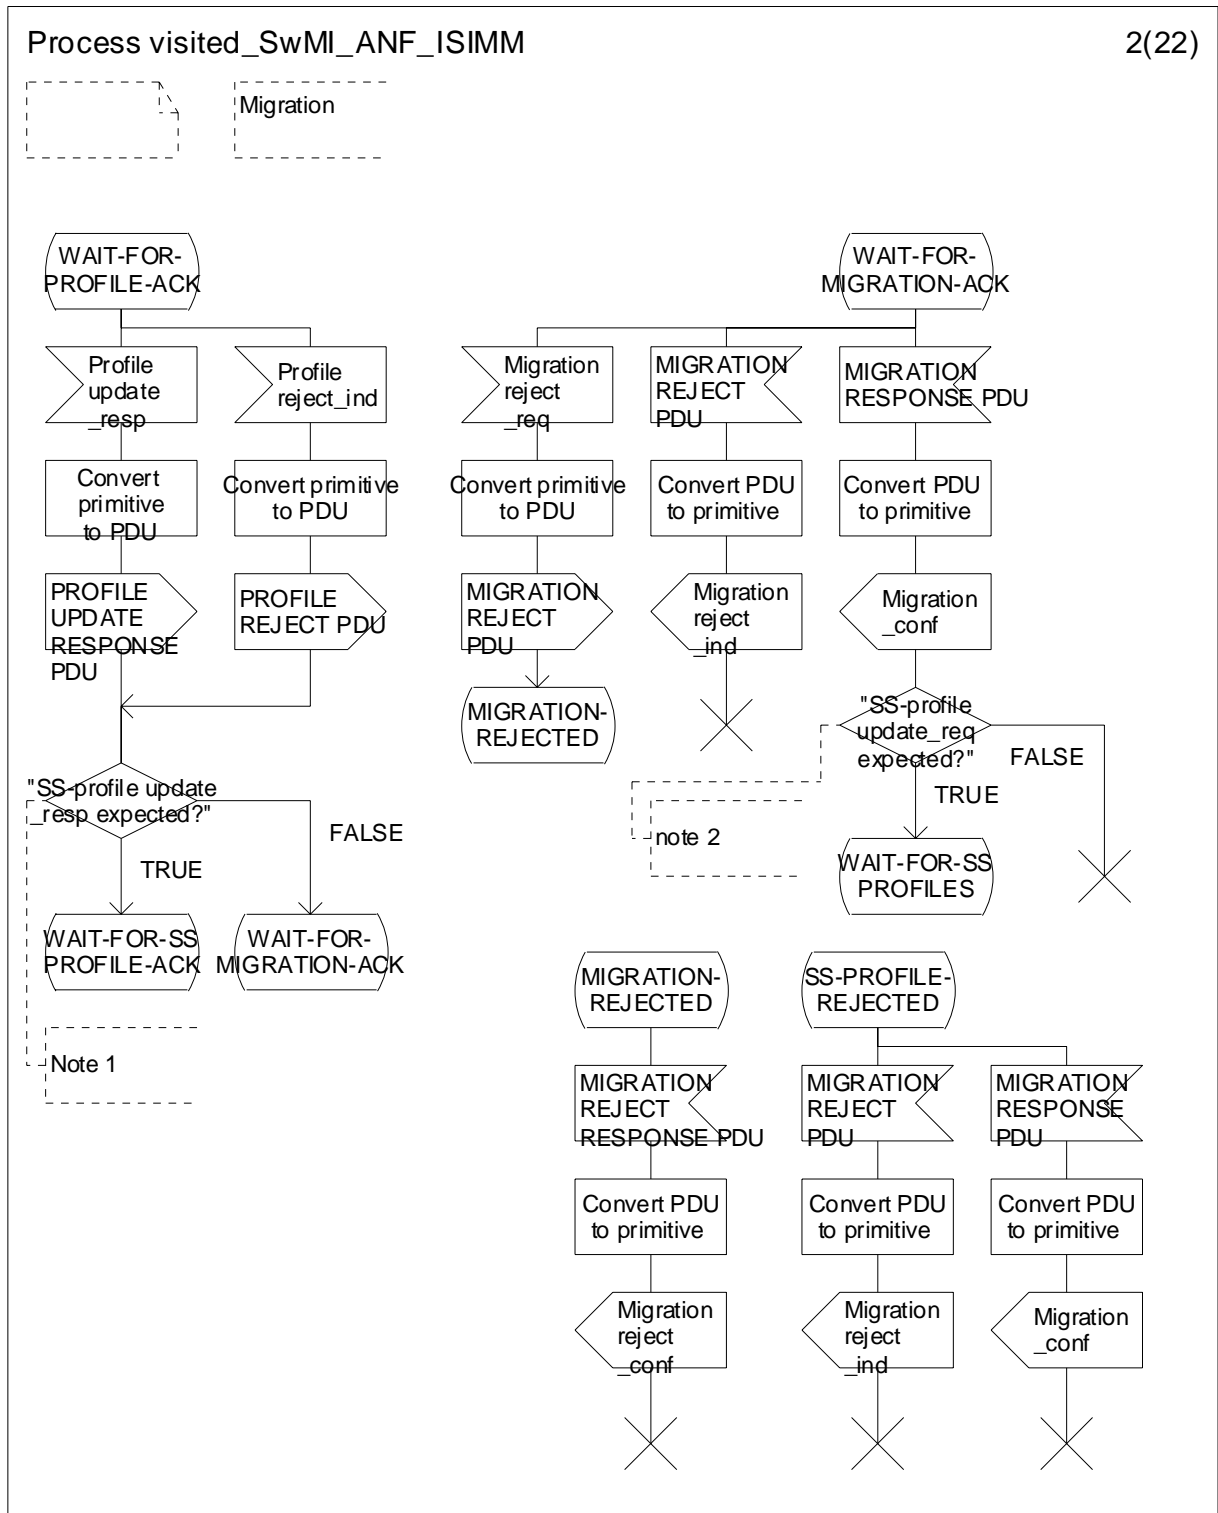 Process visited_SwMI_ANF_ISIMM
2(22)
Migration
WAIT-FOR-
PROFILE-ACK
WAIT-FOR-
MIGRATION-ACK
Profile
update
_resp
Profile
reject_ind
Migration
reject
_req
MIGRATION
REJECT
PDU
MIGRATION
RESPONSE PDU
Convert
primitive
to PDU
Convert primitive
to PDU
Convert primitive
to PDU
Convert PDU
to primitive
Convert PDU
to primitive
PROFILE
UPDATE
RESPONSE
PDU
PROFILE
REJECT PDU
MIGRATION
REJECT
PDU
Migration
reject
_ind
Migration
_conf
MIGRATION-
REJECTED
"SS-profile
update_req
expected?"
FALSE
TRUE
"SS-profile update
_resp expected?"
FALSE
TRUE
note 2
WAIT-FOR-SS
PROFILES
WAIT-FOR-SS
PROFILE-ACK
WAIT-FOR-
MIGRATION-ACK
MIGRATION-
REJECTED
SS-PROFILE-
REJECTED
Note 1
MIGRATION
REJECT
RESPONSE PDU
MIGRATION
REJECT
PDU
MIGRATION
RESPONSE
PDU
Convert PDU
to primitive
Convert PDU
to primitive
Convert PDU
to primitive
Migration
reject
_conf
Migration
reject
_ind
Migration
_conf